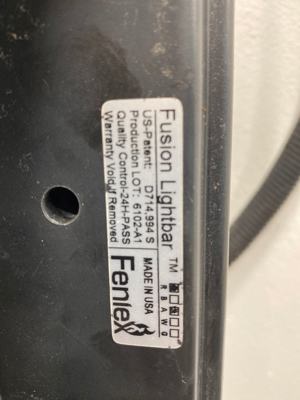 Fusion Lightbar ™
R B A W G
US-Patent: D714,994 S
Production LOT: 6102-A1
Quality Control-24H-PASS
Warranty Void If Removed
MADE IN USA
Feniex